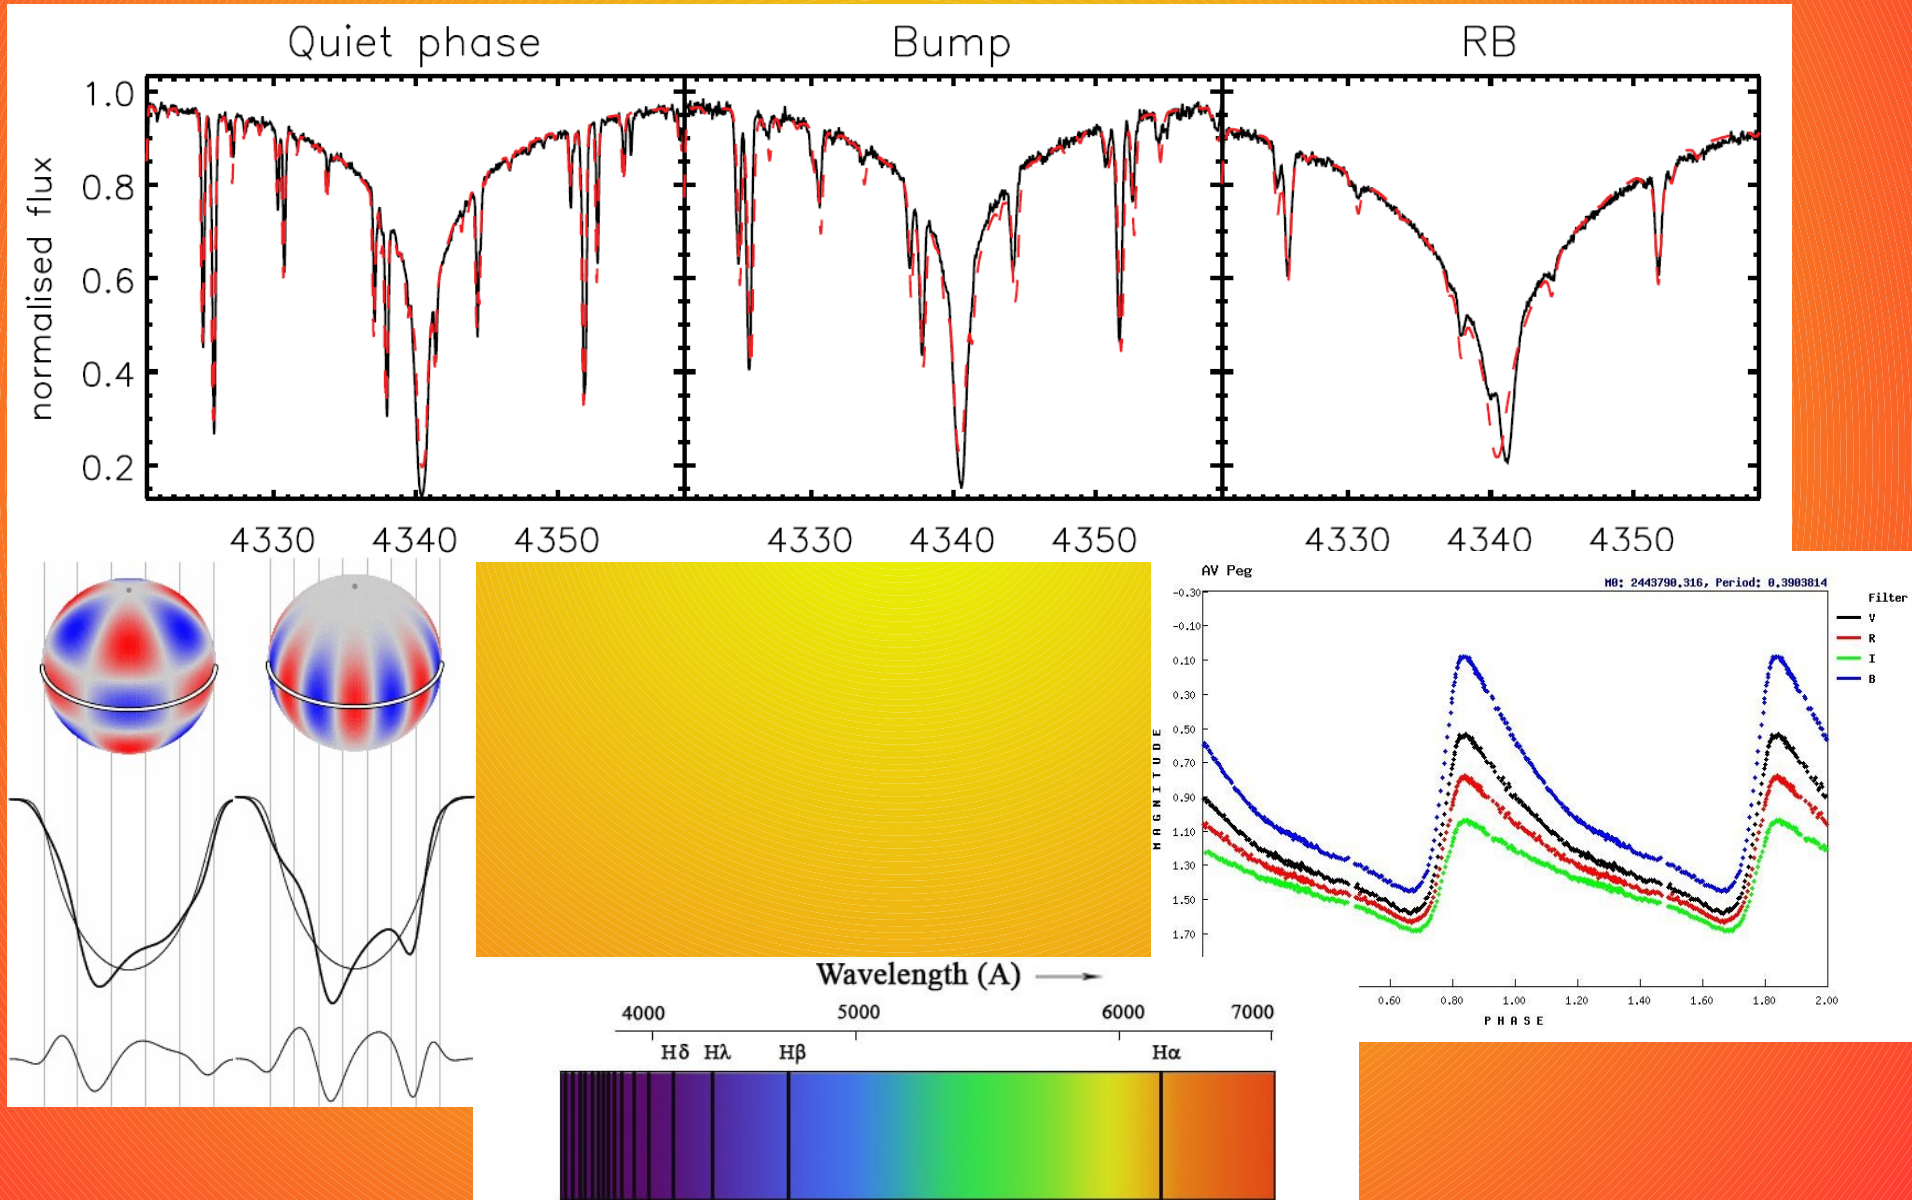 Quiet phase Bump RB
normalised flux
1.0
0.8
0.6
0.4
0.2
4330 4340 4350 4330 4340 4350 4330 4340 4350
AV Peg
M0: 2443790.316, Period: 0.3903814
Filter
V
R
I
B
MAGNITUDE
-0.30
-0.10
0.10
0.30
0.50
0.70
0.90
1.10
1.30
1.50
1.70
0.60 0.80 1.00 1.20 1.40 1.60 1.80 2.00
PHASE
Wavelength (A)
4000 5000 6000 7000
Hδ Hλ Hβ Hα